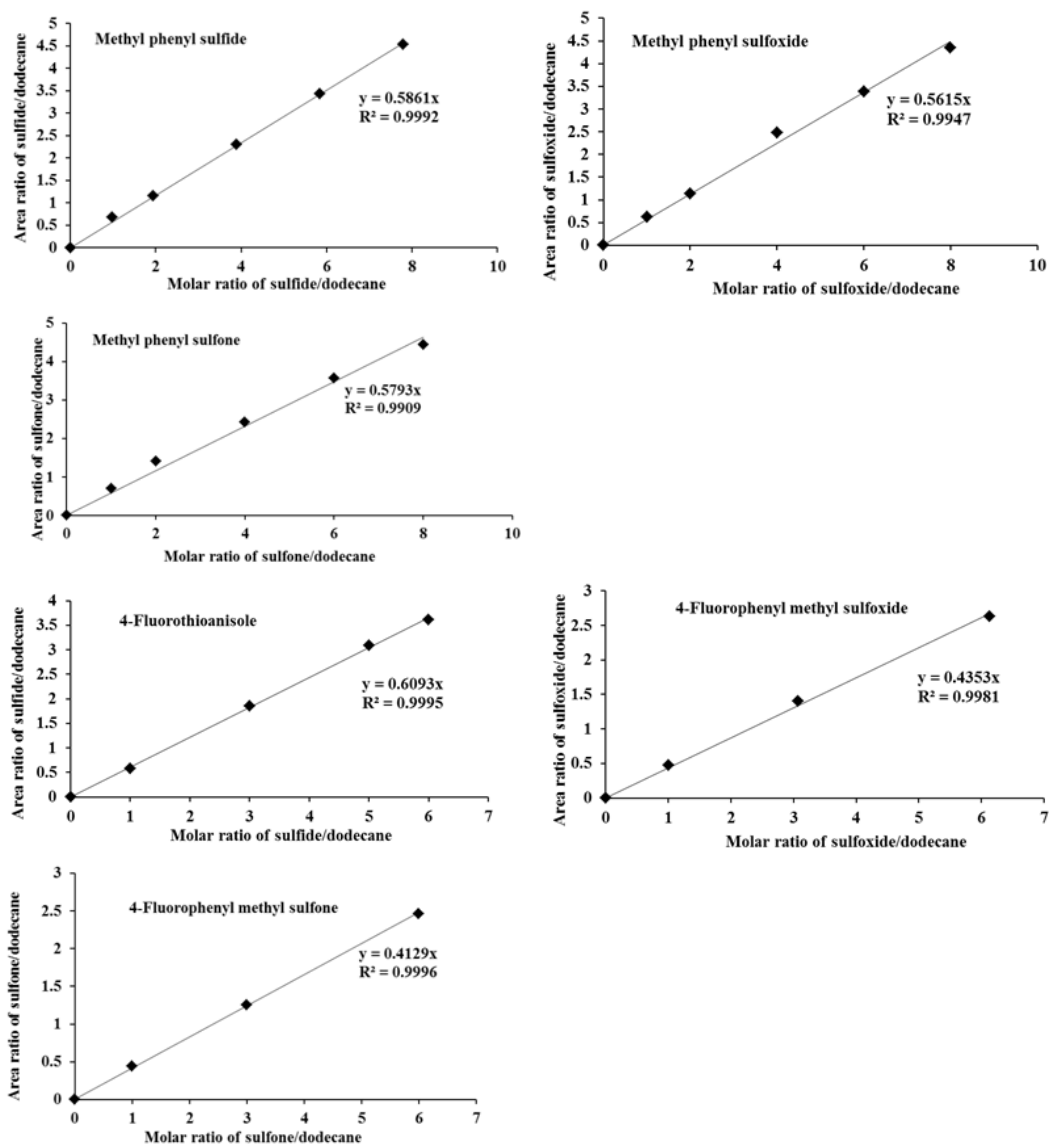 Methyl phenyl sulfide
Area ratio of sulfide/dodecane
5
4.5
4
3.5
3
2.5
2
1.5
1
0.5
0
y = 0.5861x
R² = 0.9992
0 2 4 6 8 10
Molar ratio of sulfide/dodecane
Methyl phenyl sulfoxide
Area ratio of sulfoxide/dodecane
5
4.5
4
3.5
3
2.5
2
1.5
1
0.5
0
y = 0.5615x
R² = 0.9947
0 2 4 6 8 10
Molar ratio of sulfoxide/dodecane
Methyl phenyl sulfone
Area ratio of sulfone/dodecane
5
4
3
2
1
0
y = 0.5793x
R² = 0.9909
0 2 4 6 8 10
Molar ratio of sulfone/dodecane
4-Fluorothioanisole
Area ratio of sulfide/dodecane
4
3.5
3
2.5
2
1.5
1
0.5
0
y = 0.6093x
R² = 0.9995
0 1 2 3 4 5 6 7
Molar ratio of sulfide/dodecane
4-Fluorophenyl methyl sulfoxide
Area ratio of sulfoxide/dodecane
3
2.5
2
1.5
1
0.5
0
y = 0.4353x
R² = 0.9981
0 1 2 3 4 5 6 7
Molar ratio of sulfoxide/dodecane
4-Fluorophenyl methyl sulfone
Area ratio of sulfone/dodecane
3
2.5
2
1.5
1
0.5
0
y = 0.4129x
R² = 0.9996
0 1 2 3 4 5 6 7
Molar ratio of sulfone/dodecane